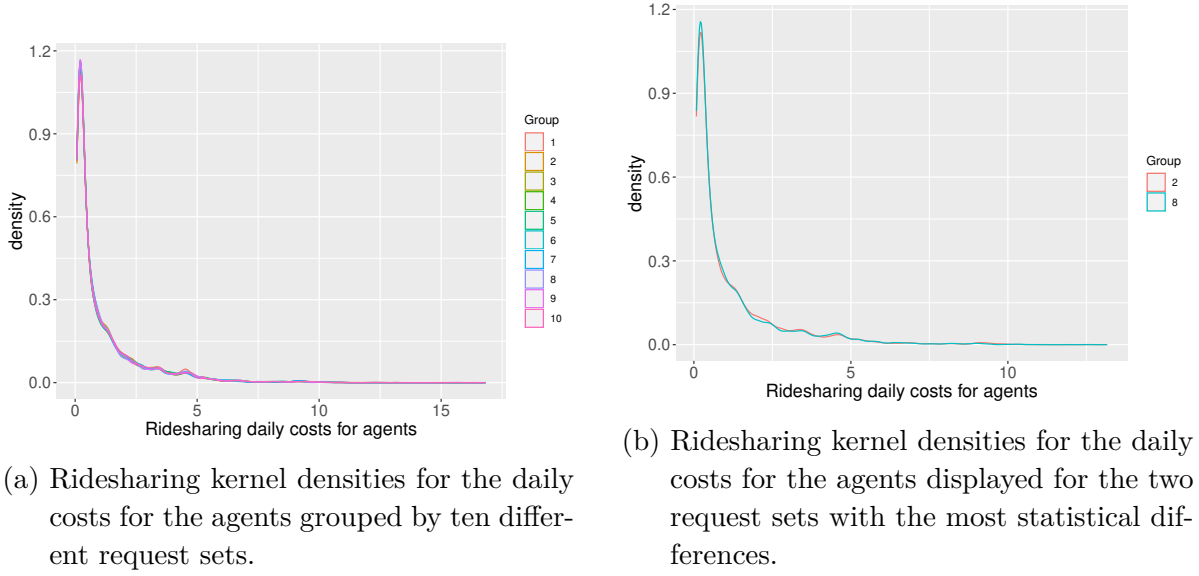 1.2
0.9
0.6
0.3
0.0
density
0
5
10
15
Ridesharing daily costs for agents
Group
1
2
3
4
5
6
7
8
9
10
(a) Ridesharing kernel densities for the daily
costs for the agents grouped by ten differ-
ent request sets.
1.2
0.9
0.6
0.3
0.0
density
0
5
10
Ridesharing daily costs for agents
Group
2
8
(b) Ridesharing kernel densities for the daily
costs for the agents displayed for the two
request sets with the most statistical dif-
ferences.